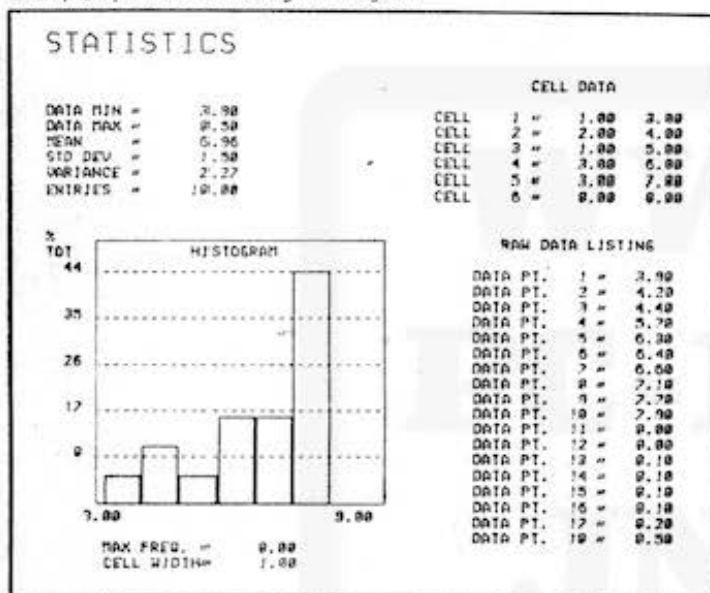 STATISTICS
DATA MIN = 3.90
DATA MAX = 8.50
MEAN = 6.96
STD DEV = 1.50
VARIANCE = 2.27
ENTRIES = 18.00
CELL DATA
CELL 1 = 1.00 3.00
CELL 2 = 2.00 4.00
CELL 3 = 1.00 5.00
CELL 4 = 3.00 6.00
CELL 5 = 3.00 7.00
CELL 6 = 8.00 8.00
%
TOT
HISTOGRAM
44
35
26
17
8
3.00 9.00
MAX FREQ. = 8.00
CELL WIDTH= 1.00
RAW DATA LISTING
DATA PT. 1 = 3.90
DATA PT. 2 = 4.20
DATA PT. 3 = 4.40
DATA PT. 4 = 5.70
DATA PT. 5 = 6.30
DATA PT. 6 = 6.40
DATA PT. 7 = 6.60
DATA PT. 8 = 7.10
DATA PT. 9 = 7.70
DATA PT. 10 = 7.90
DATA PT. 11 = 8.00
DATA PT. 12 = 8.00
DATA PT. 13 = 8.10
DATA PT. 14 = 8.10
DATA PT. 15 = 8.10
DATA PT. 16 = 8.10
DATA PT. 17 = 8.20
DATA PT. 18 = 8.50